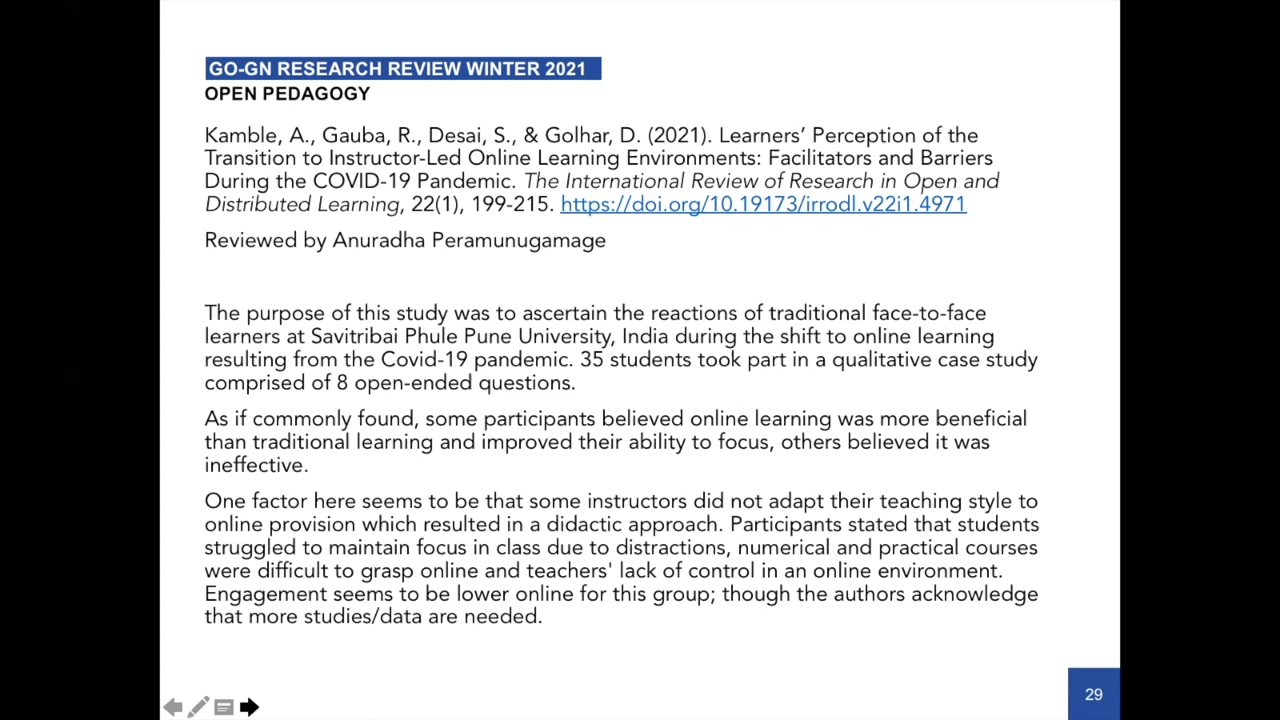 GO-GN RESEARCH REVIEW WINTER 2021
OPEN PEDAGOGY
Kamble, A., Gauba, R., Desai, S., & Golhar, D. (2021). Learners’ Perception of the
Transition to Instructor-Led Online Learning Environments: Facilitators and Barriers
During the COVID-19 Pandemic. The International Review of Research in Open and
Distributed Learning, 22(1), 199-215. https://doi.org/10.19173/irrodl.v22i1.4971
Reviewed by Anuradha Peramunugamage
The purpose of this study was to ascertain the reactions of traditional face-to-face
learners at Savitribai Phule Pune University, India during the shift to online learning
resulting from the Covid-19 pandemic. 35 students took part in a qualitative case study
comprised of 8 open-ended questions.
As if commonly found, some participants believed online learning was more beneficial
than traditional learning and improved their ability to focus, others believed it was
ineffective.
One factor here seems to be that some instructors did not adapt their teaching style to
online provision which resulted in a didactic approach. Participants stated that students
struggled to maintain focus in class due to distractions, numerical and practical courses
were difficult to grasp online and teachers' lack of control in an online environment.
Engagement seems to be lower online for this group; though the authors acknowledge
that more studies/data are needed.
29